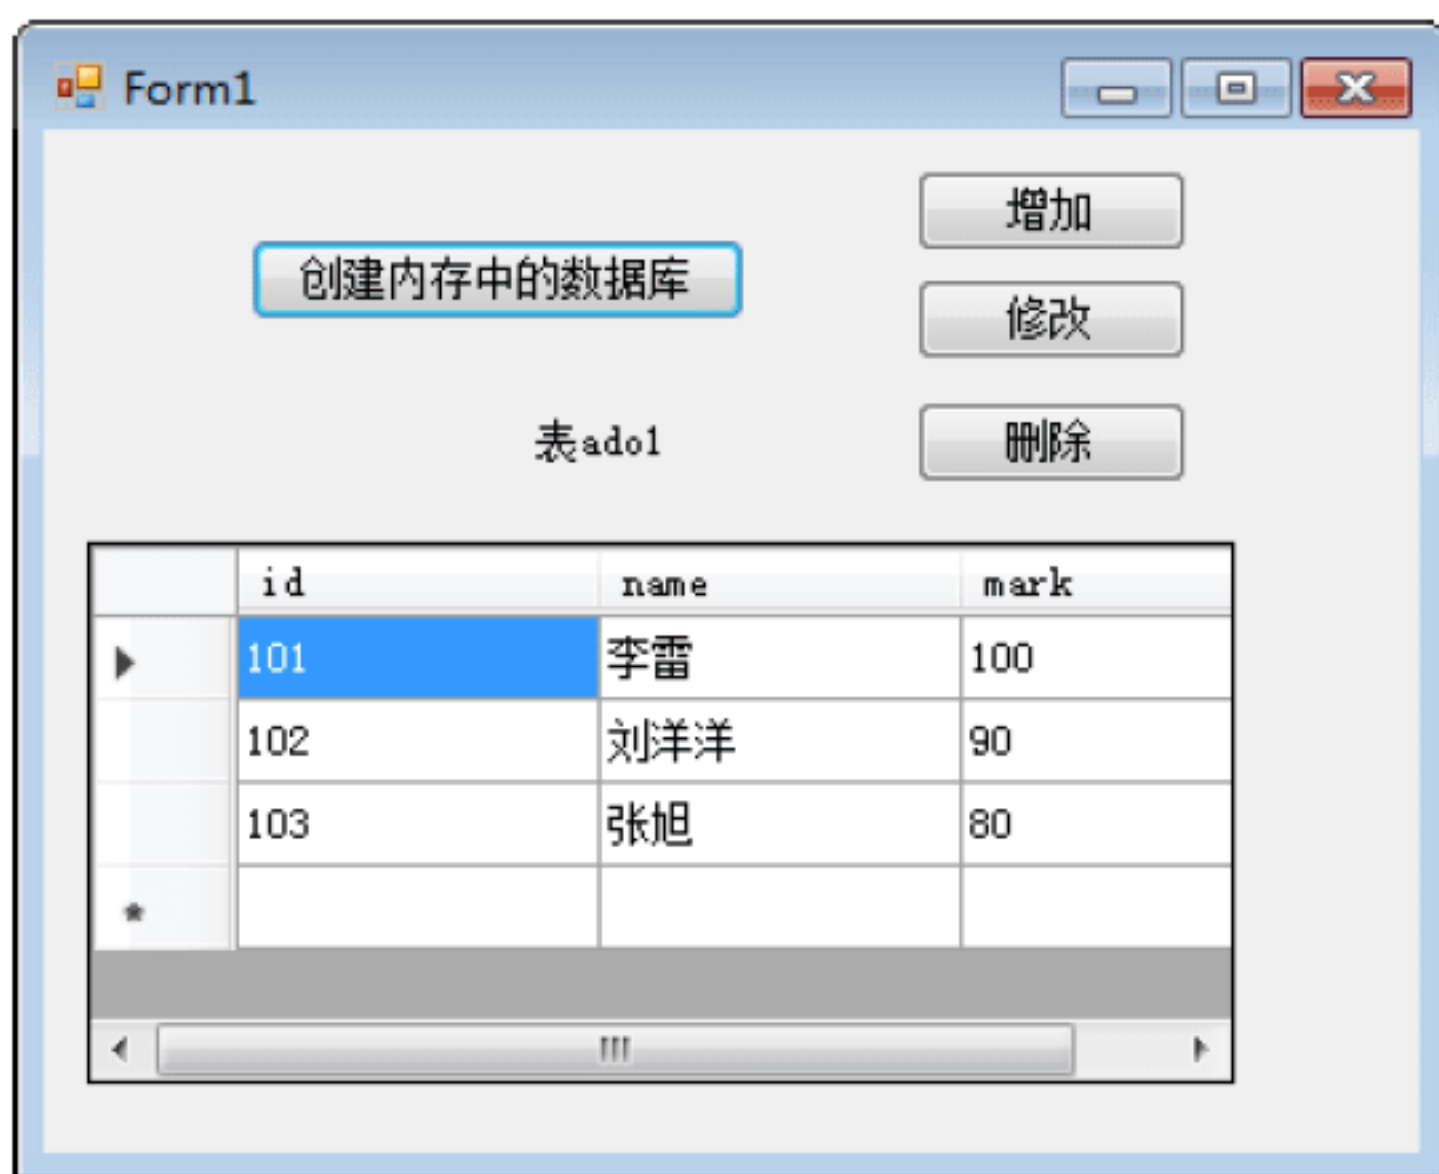 Form1
增加
创建内存中的数据库
修改
表ado1
删除
id name mark
101 李雷 100
102 刘洋洋 90
103 张旭 80
*